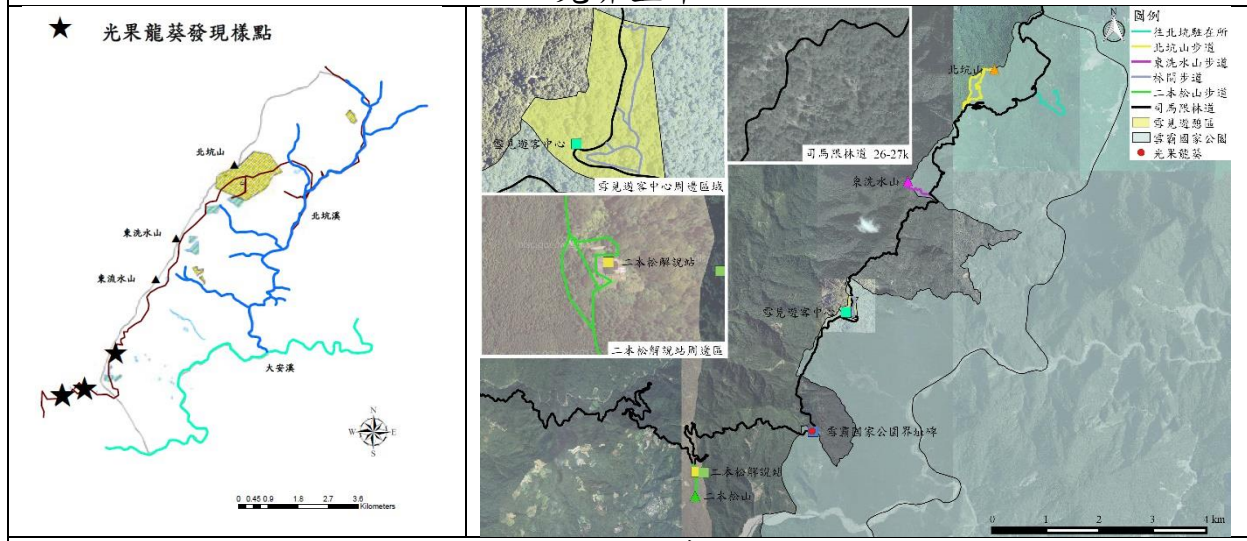 光果龍葵發現樣點
北坑山
北坑溪
東洗水山
東流水山
大安溪
N
W
E
S
0 0.45 0.9 1.8 2.7 3.6
Kilometers
雪見遊客中心
雪見遊客中心周邊區域
司馬限林道 26-27k
二本松解說站
二本松解說站周邊區
圖例
往北坑駐在所
北坑山步道
東洗水山步道
林間步道
二本松山步道
司馬限林道
雪見遊憩區
雪霸國家公園
光果龍葵
北坑山
東洗水山
雪見遊客中心
雪霸國家公園界址碑
二本松解說站
二本松山
0 1 2 3 4 km